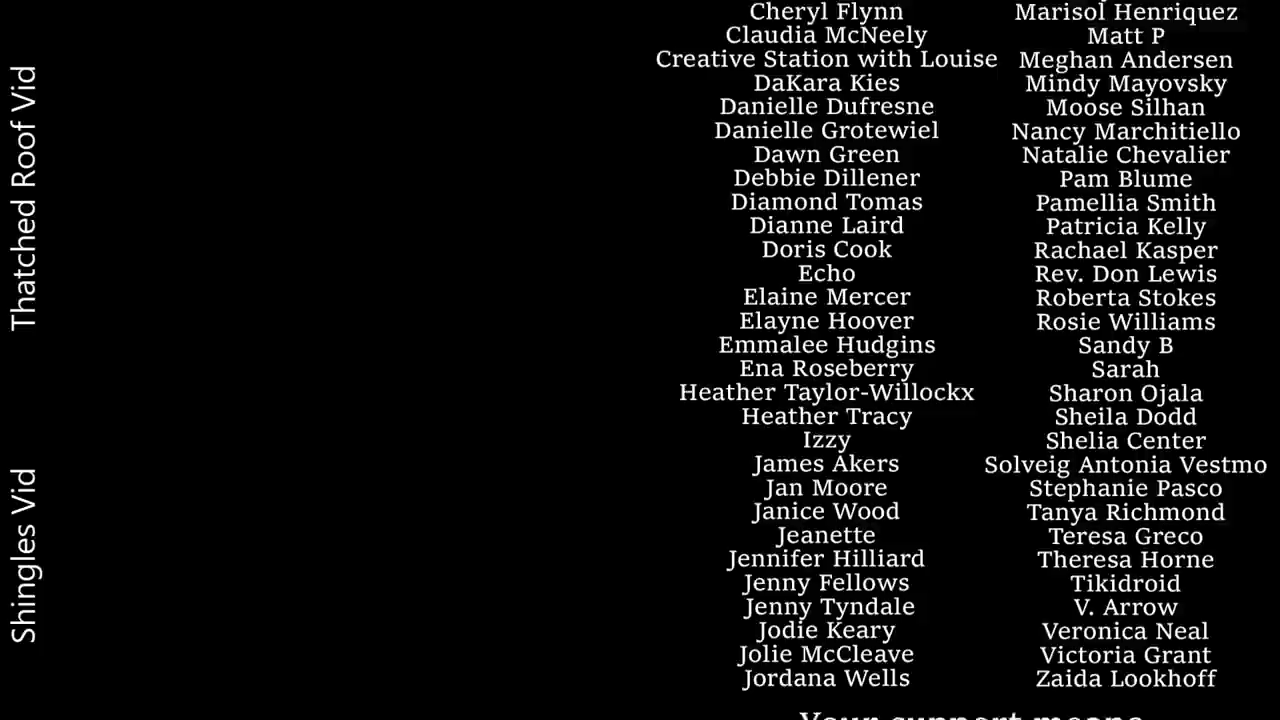 Thatched Roof Vid
Shingles Vid
Cheryl Flynn
Claudia McNeely
Creative Station with Louise
DaKara Kies
Danielle Dufresne
Danielle Grotewiel
Dawn Green
Debbie Dillener
Diamond Tomas
Dianne Laird
Doris Cook
Echo
Elaine Mercer
Elayne Hoover
Emmalee Hudgins
Ena Roseberry
Heather Taylor-Willockx
Heather Tracy
Izzy
James Akers
Jan Moore
Janice Wood
Jeanette
Jennifer Hilliard
Jenny Fellows
Jenny Tyndale
Jodie Keary
Jolie McCleave
Jordana Wells
Marisol Henriquez
Matt P
Meghan Andersen
Mindy Mayovsky
Moose Silhan
Nancy Marchitiello
Natalie Chevalier
Pam Blume
Pamellia Smith
Patricia Kelly
Rachael Kasper
Rev. Don Lewis
Roberta Stokes
Rosie Williams
Sandy B
Sarah
Sharon Ojala
Sheila Dodd
Shelia Center
Solveig Antonia Vestmo
Stephanie Pasco
Tanya Richmond
Teresa Greco
Theresa Horne
Tikidroid
V. Arrow
Veronica Neal
Victoria Grant
Zaida Lookhoff
Your support means